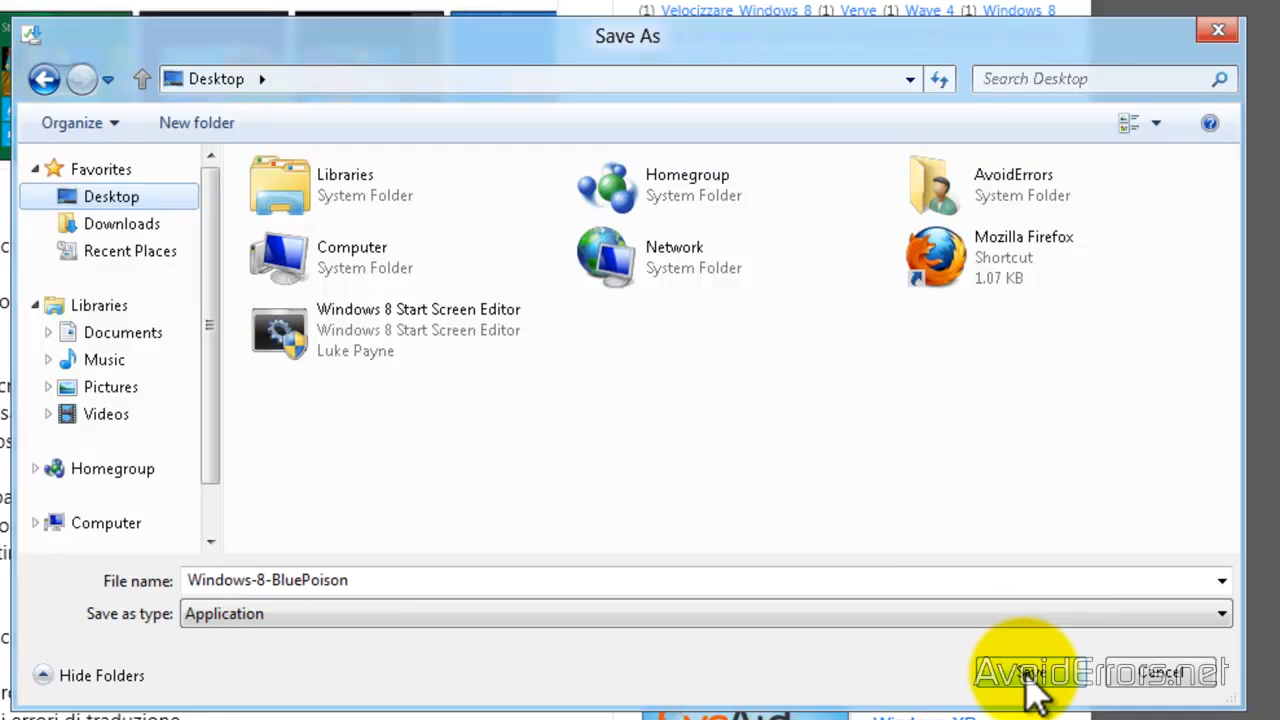 (1) Velocizzare Windows 8 (1) Verve (1) Wave 4 (1) Windows 8
Save As
Desktop
Search Desktop
Organize
New folder
Favorites
Desktop
Downloads
Recent Places
Libraries
Documents
Music
Pictures
Videos
Homegroup
Computer
Libraries
System Folder
Homegroup
System Folder
AvoidErrors
System Folder
Computer
System Folder
Network
System Folder
Mozilla Firefox
Shortcut
1.07 KB
Windows 8 Start Screen Editor
Windows 8 Start Screen Editor
Luke Payne
File name: Windows-8-BluePoison
Save as type: Application
Hide Folders
Save
Cancel
AvoidErrors.net
i errori di traduzione
Windows XP